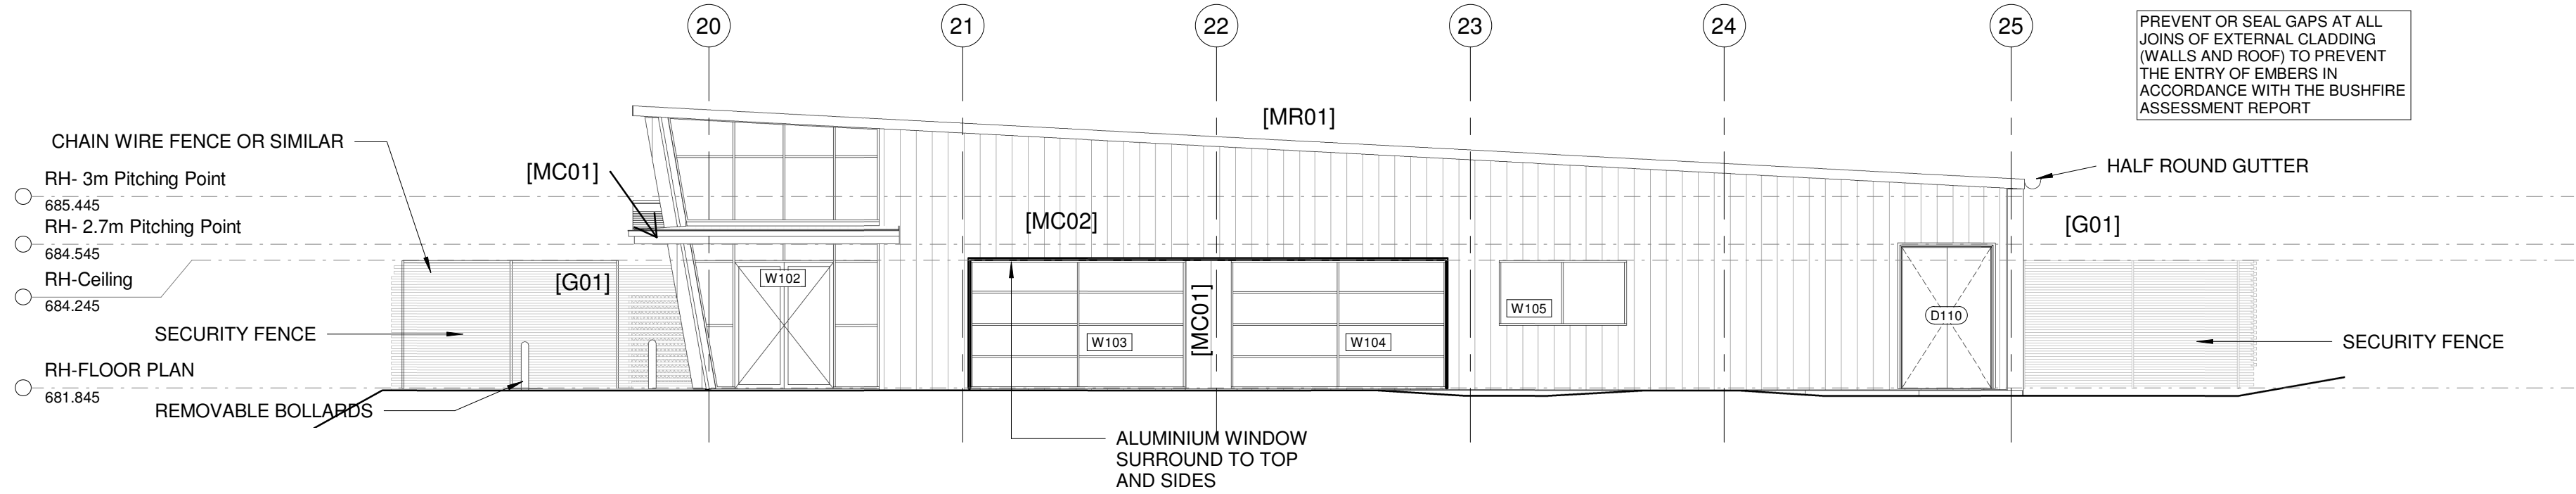 20
21
22
23
24
25
PREVENT OR SEAL GAPS AT ALL
JOINS OF EXTERNAL CLADDING
(WALLS AND ROOF) TO PREVENT
THE ENTRY OF EMBERS IN
ACCORDANCE WITH THE BUSHFIRE
ASSESSMENT REPORT
[MR01]
CHAIN WIRE FENCE OR SIMILAR
HALF ROUND GUTTER
[MC01]
RH- 3m Pitching Point
685.445
RH- 2.7m Pitching Point
684.545
[MC02]
[G01]
RH-Ceiling
684.245
[G01]
W102
W105
D110
[MC01]
SECURITY FENCE
W103
W104
SECURITY FENCE
RH-FLOOR PLAN
681.845
REMOVABLE BOLLARDS
ALUMINIUM WINDOW
SURROUND TO TOP
AND SIDES